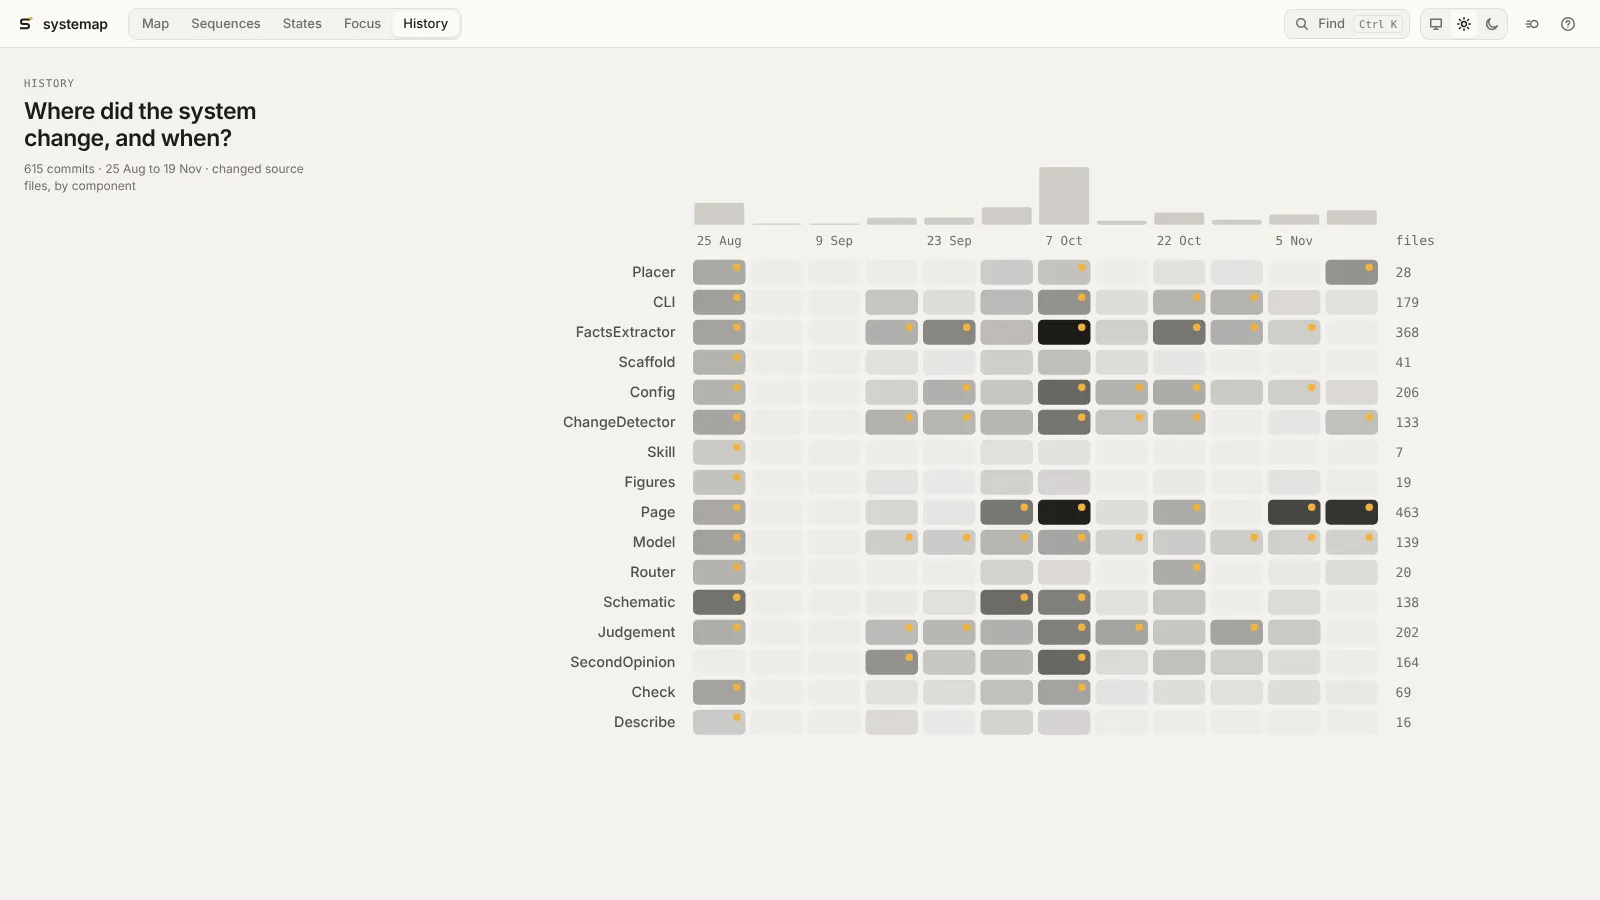 systemap
Map Sequences States Focus History
Find Ctrl K
HISTORY
Where did the system
change, and when?
615 commits · 25 Aug to 19 Nov · changed source
files, by component
25 Aug 9 Sep 23 Sep 7 Oct 22 Oct 5 Nov files
Placer 28
CLI 179
FactsExtractor 368
Scaffold 41
Config 206
ChangeDetector 133
Skill 7
Figures 19
Page 463
Model 139
Router 20
Schematic 138
Judgement 202
SecondOpinion 164
Check 69
Describe 16